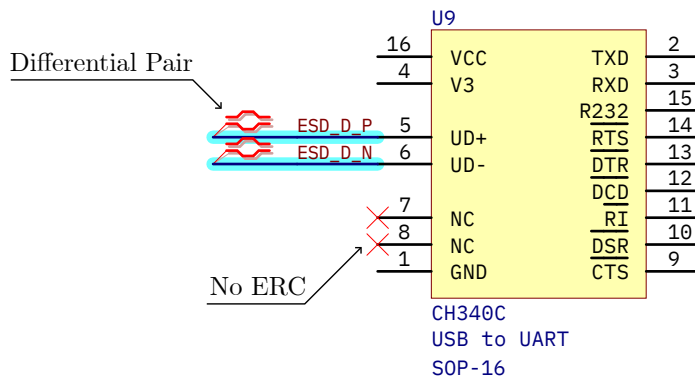 U9
Differential Pair
16 VCC TXD 2
4 V3 RXD 3
R232 15
ESD_D_P 5 UD+ RTS 14
ESD_D_N 6 UD- DTR 13
DCD 12
7 NC RI 11
8 NC DSR 10
1 GND CTS 9
No ERC
CH340C
USB to UART
SOP-16